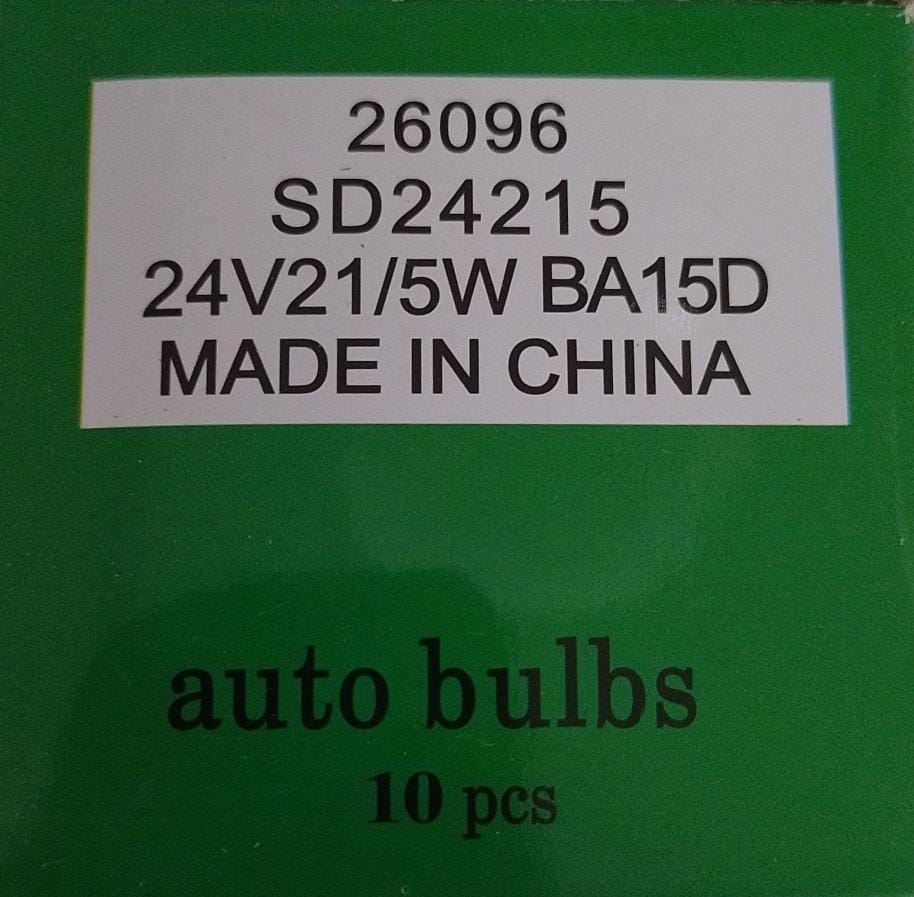 26096
SD24215
24V21/5W BA15D
MADE IN CHINA
auto bulbs
10 pcs